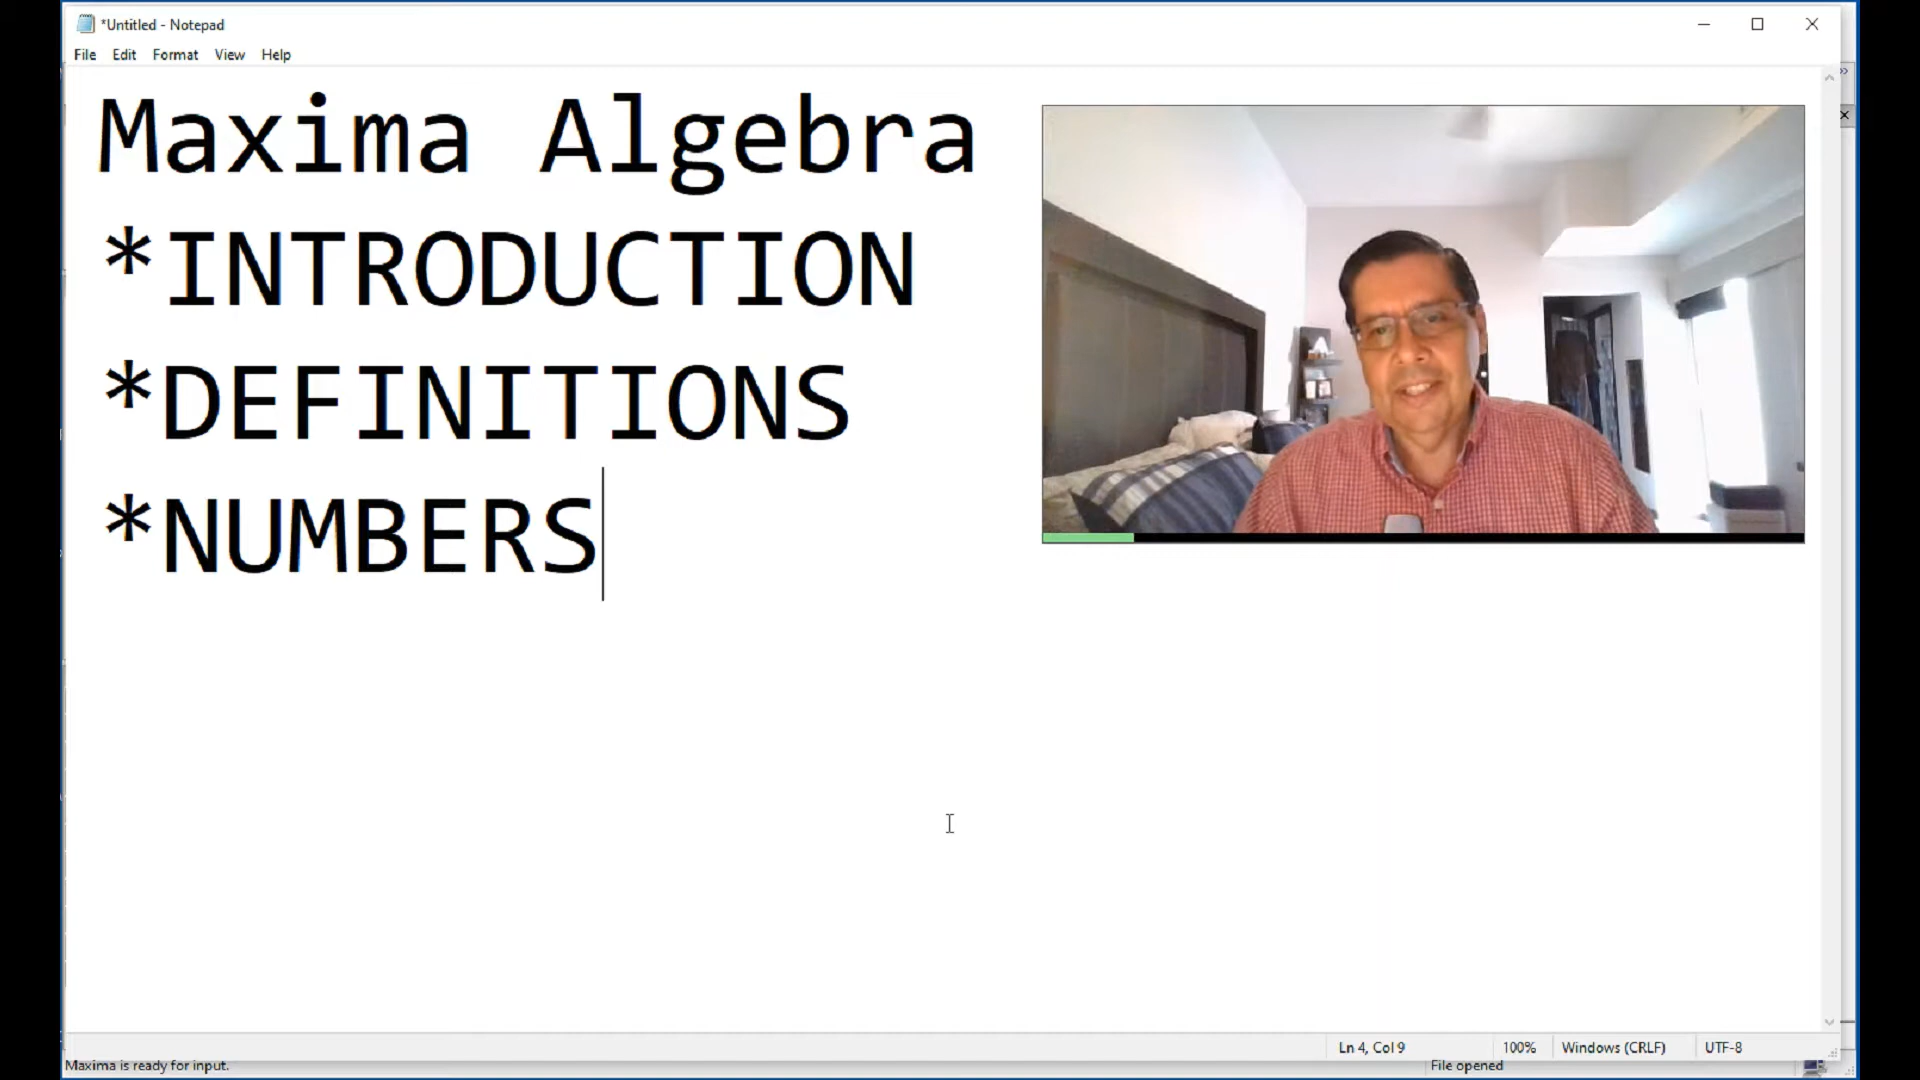 *Untitled - Notepad
File Edit Format View Help
Maxima Algebra
*INTRODUCTION
*DEFINITIONS
*NUMBERS
Ln 4, Col 9 100% Windows (CRLF) UTF-8
Maxima is ready for input. File opened